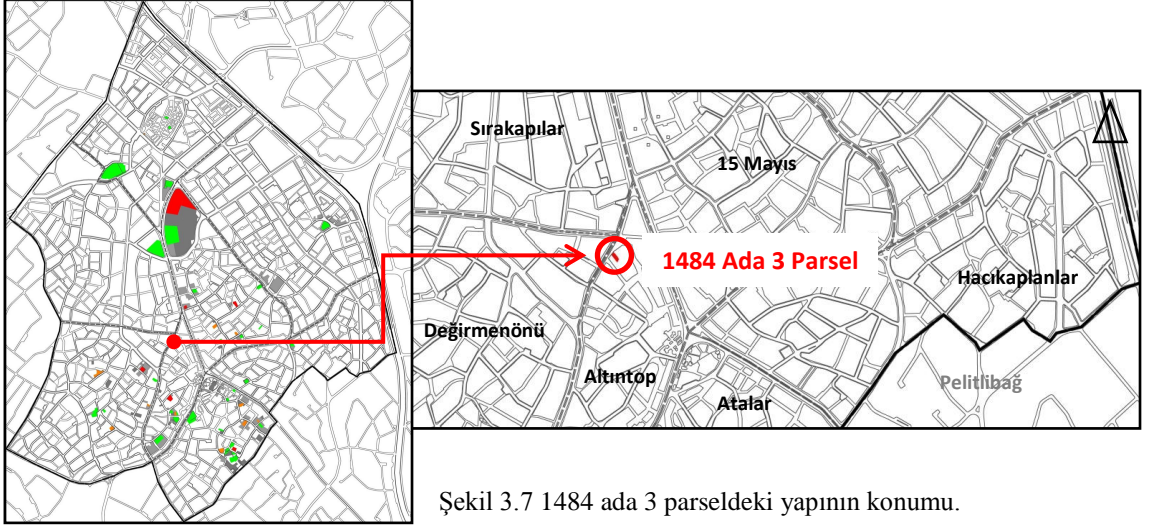 Sırakapılar
15 Mayıs
1484 Ada 3 Parsel
Hacıkaplanlar
Değirmenönü
Altıntop
Pelitlibağ
Atalar
Şekil 3.7 1484 ada 3 parseldeki yapının konumu.